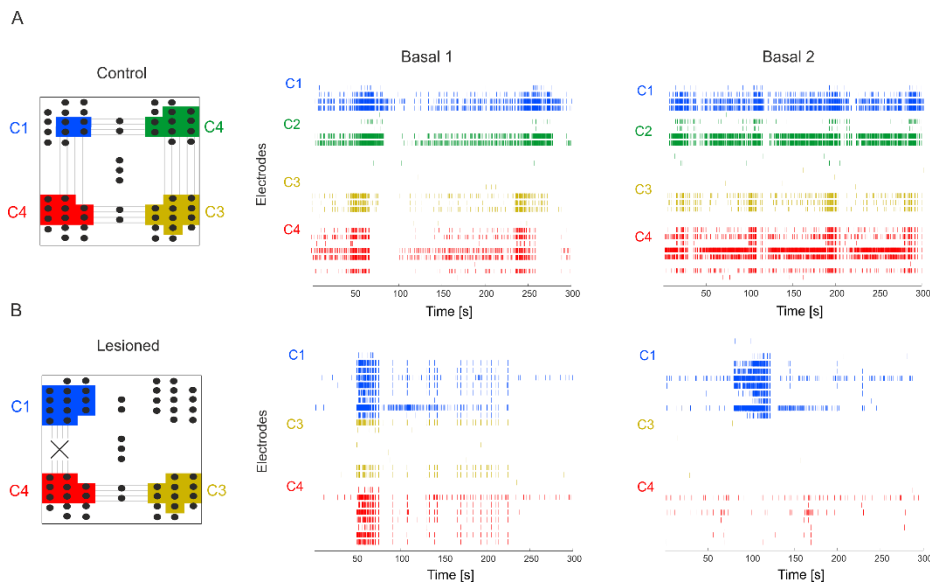 A
Control
C1
C4
C4
C3
Basal 1
Electrodes
C1
C2
C3
C4
50
100
150
200
250
300
Time [s]
Basal 2
C1
C2
C3
C4
50
100
150
200
250
300
Time [s]
B
Lesioned
C1
C4
C3
Electrodes
C1
C3
C4
50
100
150
200
250
300
Time [s]
C1
C3
C4
50
100
150
200
250
300
Time [s]